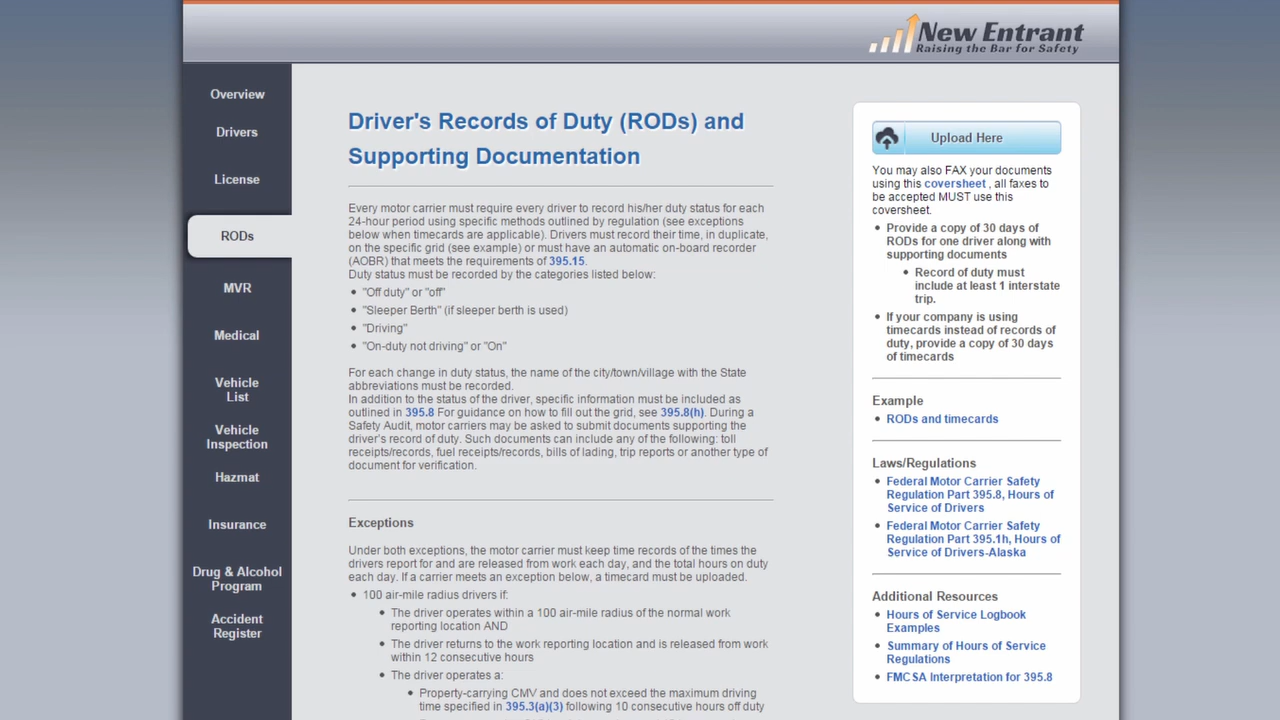 New Entrant
Raising the Bar for Safety
Overview
Drivers
License
RODs
MVR
Medical
Vehicle
List
Vehicle
Inspection
Hazmat
Insurance
Drug & Alcohol
Program
Accident
Register
Driver's Records of Duty (RODs) and
Supporting Documentation
Every motor carrier must require every driver to record his/her duty status for each
24-hour period using specific methods outlined by regulation (see exceptions
below when timecards are applicable). Drivers must record their time, in duplicate,
on the specific grid (see example) or must have an automatic on-board recorder
(AOBR) that meets the requirements of 395.15.
Duty status must be recorded by the categories listed below:
• "Off duty" or "off"
• "Sleeper Berth" (if sleeper berth is used)
• "Driving"
• "On-duty not driving" or "On"
For each change in duty status, the name of the city/town/village with the State
abbreviations must be recorded.
In addition to the status of the driver, specific information must be included as
outlined in 395.8 For guidance on how to fill out the grid, see 395.8(h). During a
Safety Audit, motor carriers may be asked to submit documents supporting the
driver's record of duty. Such documents can include any of the following: toll
receipts/records, fuel receipts/records, bills of lading, trip reports or another type of
document for verification.
Exceptions
Under both exceptions, the motor carrier must keep time records of the times the
drivers report for and are released from work each day, and the total hours on duty
each day. If a carrier meets an exception below, a timecard must be uploaded.
• 100 air-mile radius drivers if:
• The driver operates within a 100 air-mile radius of the normal work
reporting location AND
• The driver returns to the work reporting location and is released from work
within 12 consecutive hours
• The driver operates a:
• Property-carrying CMV and does not exceed the maximum driving
time specified in 395.3(a)(3) following 10 consecutive hours off duty
Upload Here
You may also FAX your documents
using this coversheet , all faxes to
be accepted MUST use this
coversheet.
• Provide a copy of 30 days of
RODs for one driver along with
supporting documents
• Record of duty must
include at least 1 interstate
trip.
• If your company is using
timecards instead of records of
duty, provide a copy of 30 days
of timecards
Example
• RODs and timecards
Laws/Regulations
• Federal Motor Carrier Safety
Regulation Part 395.8, Hours of
Service of Drivers
• Federal Motor Carrier Safety
Regulation Part 395.1h, Hours of
Service of Drivers-Alaska
Additional Resources
• Hours of Service Logbook
Examples
• Summary of Hours of Service
Regulations
• FMCSA Interpretation for 395.8